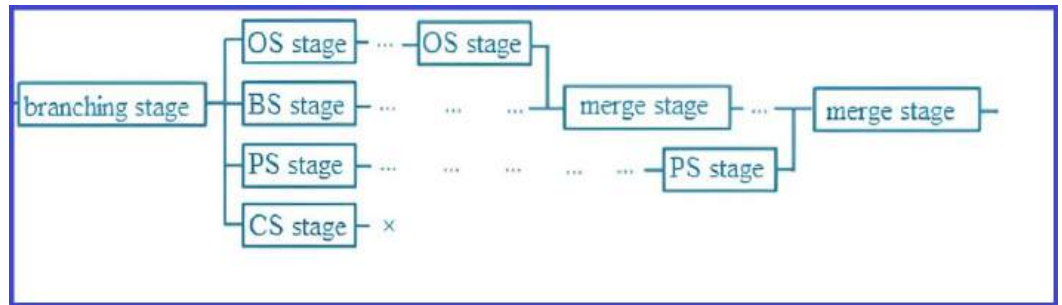 OS stage ... OS stage
branching stage BS stage ... ... ... merge stage ... merge stage
PS stage ... ... ... ... ... PS stage
CS stage ×